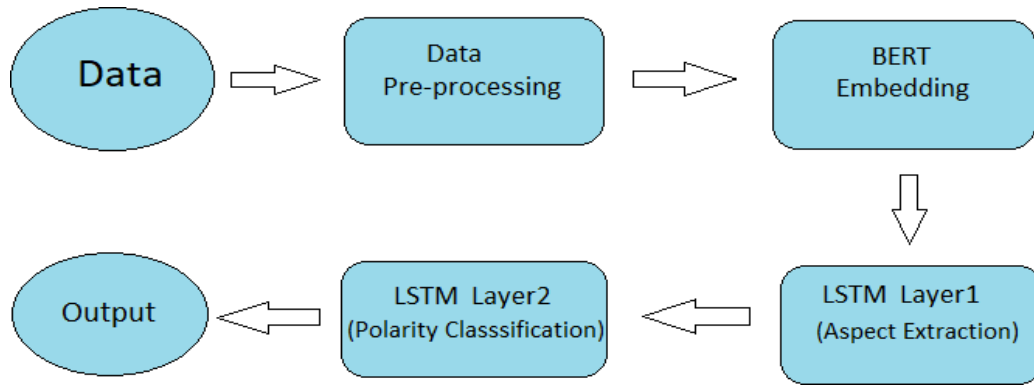 Data
Data
Pre-processing
BERT
Embedding
LSTM Layer1
(Aspect Extraction)
LSTM Layer2
(Polarity Classsification)
Output